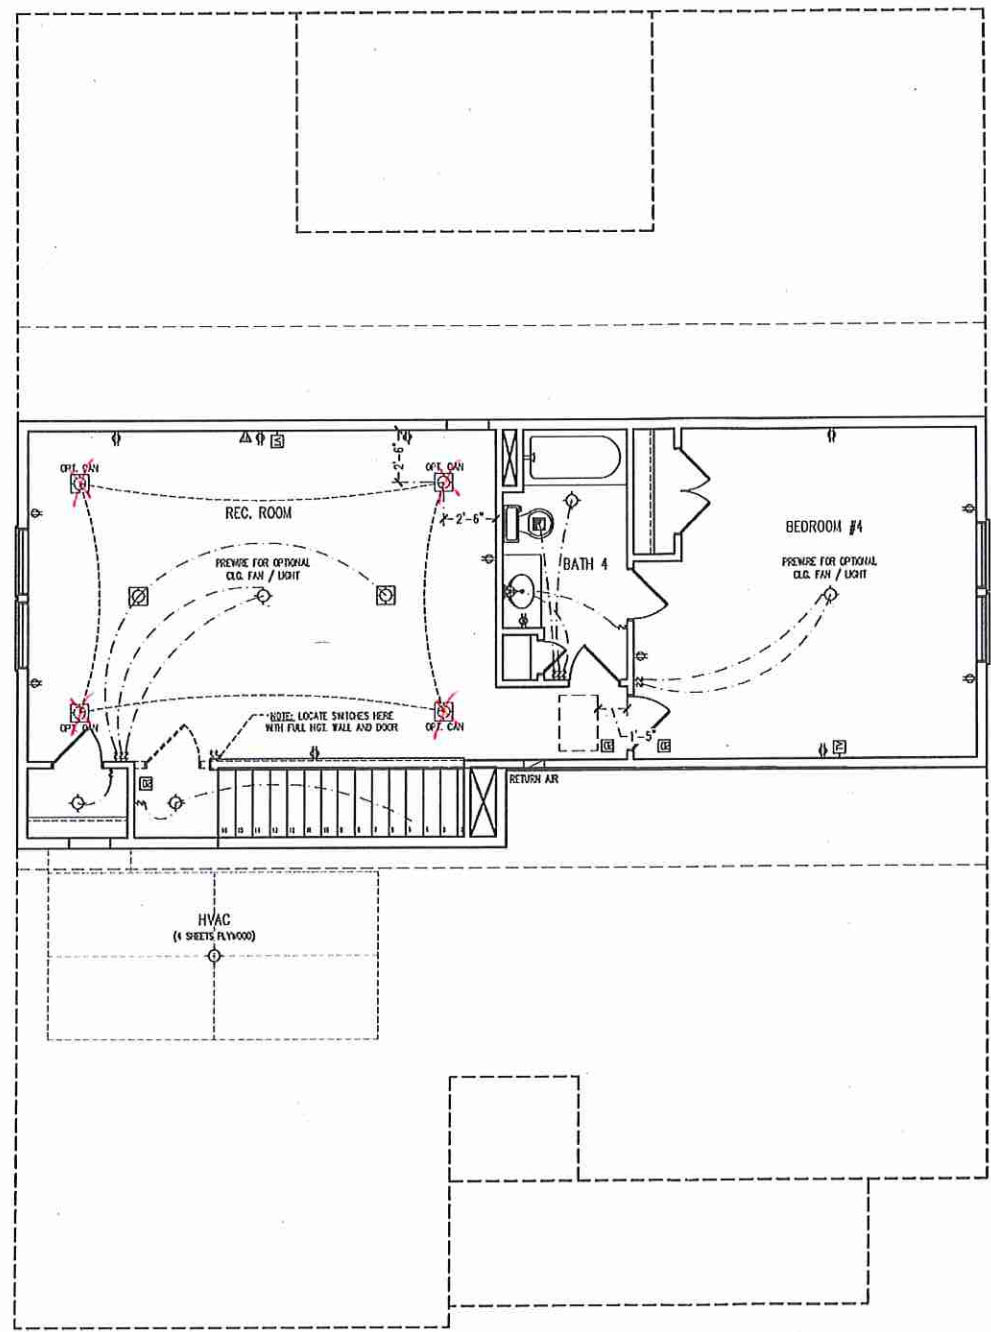 OPT. CAN
OPT. CAN
2'-6"
2'-6"
REC. ROOM
PREWIRE FOR OPTIONAL
CLG. FAN / LIGHT
BATH 4
BEDROOM #4
PREWIRE FOR OPTIONAL
CLG. FAN / LIGHT
OPT. CAN
OPT. CAN
NOTE: LOCATE SWITCHES HERE
WITH FULL HGT. WALL AND DOOR
1'-5"
RETURN AIR
HVAC
(4 SHEETS PLYWOOD)